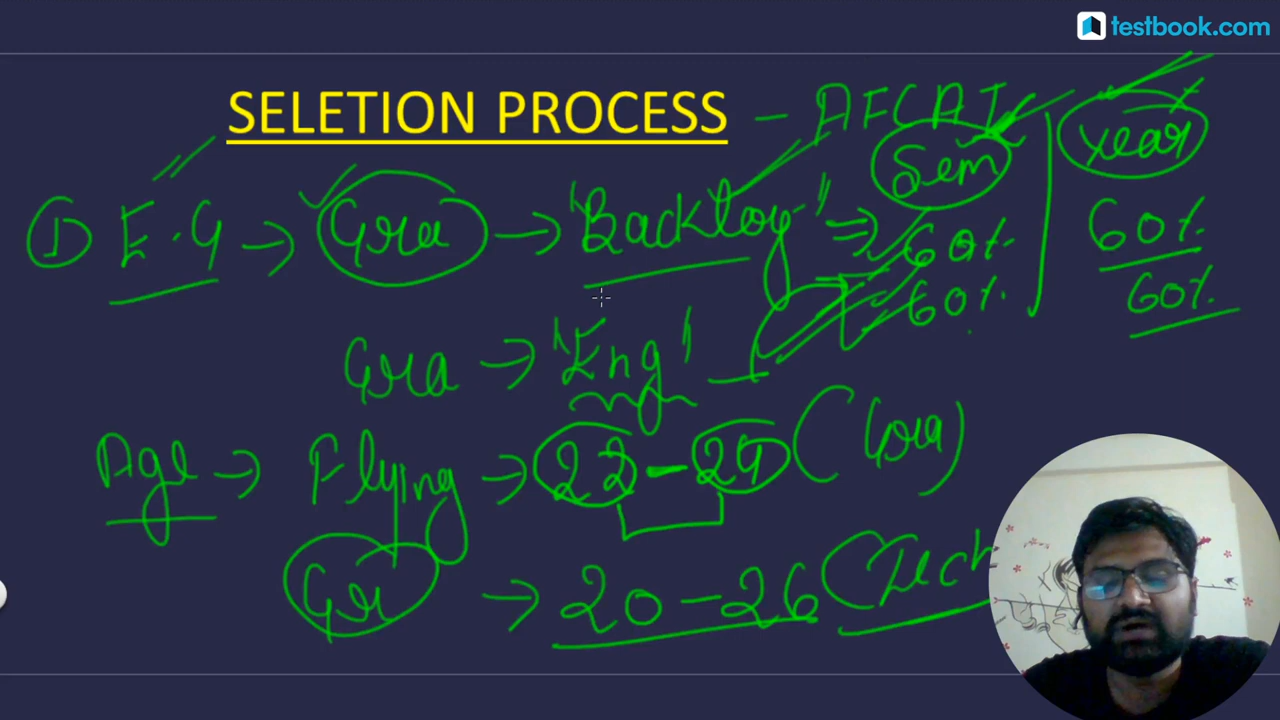 testbook.com
SELETION PROCESS - AFCAT
Sem | Year
① E.G → Gra → "Backlog" ⇒ 60% 60%
60% 60%
Gra → "Eng"
Age → Flying → 22 - 24 (Gra)
Gr → 20 - 26 (Tech